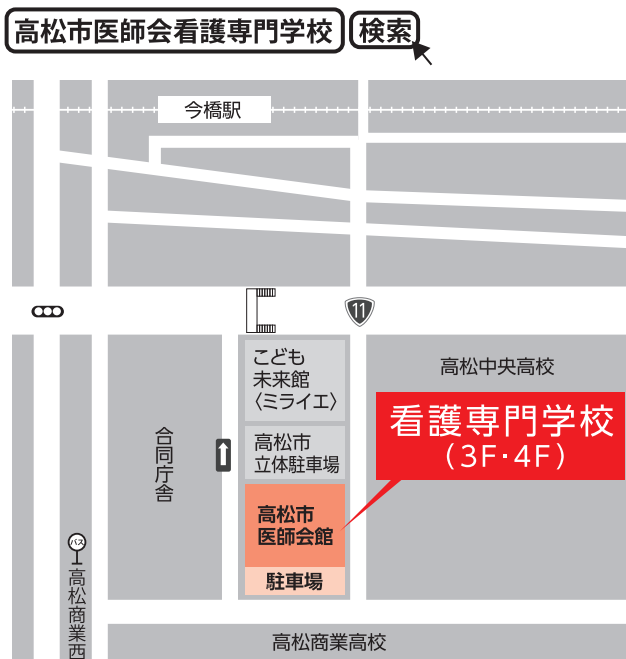 高松市医師会看護専門学校 検索
今橋駅
11
こども
未来館
〈ミライエ〉
高松中央高校
看護専門学校
(3F・4F)
高松市
立体駐車場
合同庁舎
高松市
医師会館
駐車場
バス
高松商業西
高松商業高校